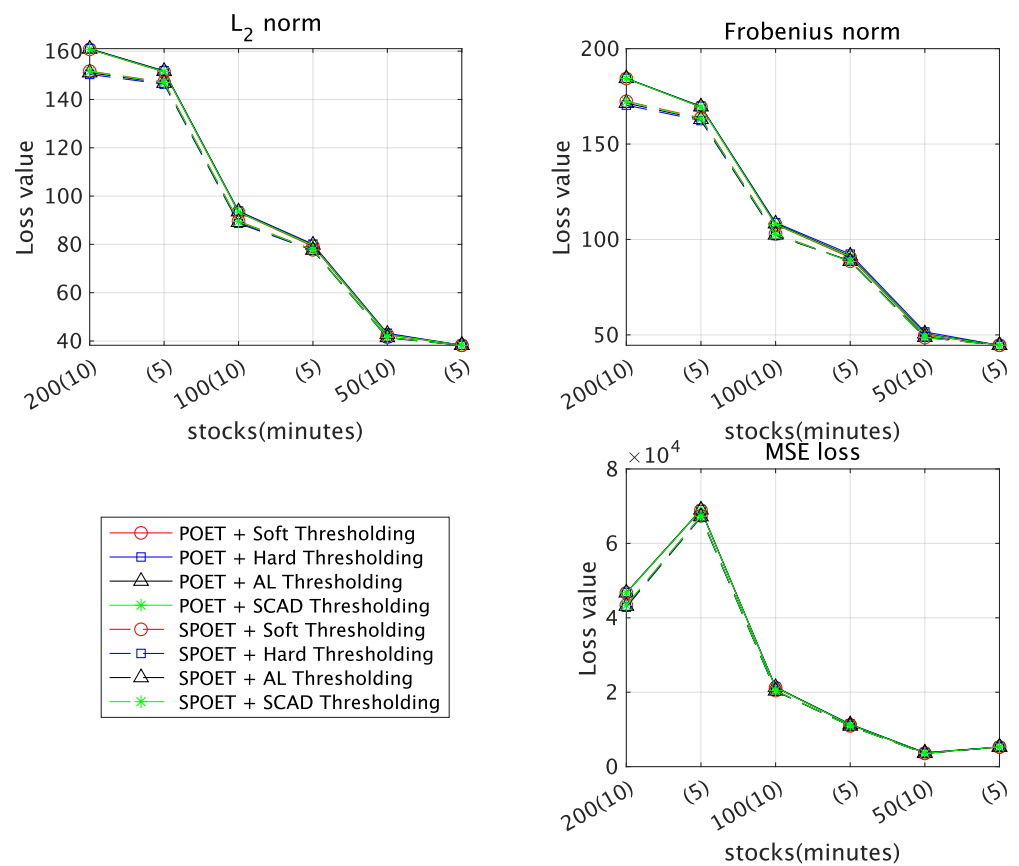 L2 norm
160
140
120
100
80
60
40
Loss value
200(10)
(5)
100(10)
(5)
50(10)
(5)
stocks(minutes)
Frobenius norm
200
150
100
50
Loss value
200(10)
(5)
100(10)
(5)
50(10)
(5)
stocks(minutes)
POET + Soft Thresholding
POET + Hard Thresholding
POET + AL Thresholding
POET + SCAD Thresholding
SPOET + Soft Thresholding
SPOET + Hard Thresholding
SPOET + AL Thresholding
SPOET + SCAD Thresholding
MSE loss
×10^4
8
6
4
2
0
Loss value
200(10)
(5)
100(10)
(5)
50(10)
(5)
stocks(minutes)